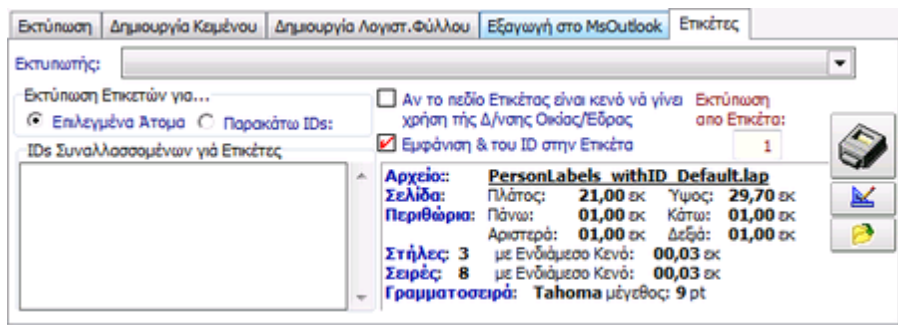 Εκτύπωση Δημιουργία Κειμένου Δημιουργία Λογιστ.Φύλλου Εξαγωγή στο MsOutlook Ετικέτες
Εκτυπωτής:
Εκτύπωση Ετικετών για...
Επιλεγμένα Άτομα Παρακάτω IDs:
IDs Συναλλασσομένων γιά Ετικέτες
Αν το πεδίο Ετικέτας είναι κενό νά γίνει χρήση τής Δ/νσης Οικίας/Έδρας
Εκτύπωση απο Ετικέτα:
Εμφάνιση & του ID στην Ετικέτα
1
Αρχείο:: PersonLabels_withID_Default.lap
Σελίδα: Πλάτος: 21,00 εκ Υψος: 29,70 εκ
Περιθώρια: Πάνω: 01,00 εκ Κάτω: 01,00 εκ
Αριστερά: 01,00 εκ Δεξιά: 01,00 εκ
Στήλες: 3 με Ενδιάμεσο Κενό: 00,03 εκ
Σειρές: 8 με Ενδιάμεσο Κενό: 00,03 εκ
Γραμματοσειρά: Tahoma μέγεθος: 9 pt